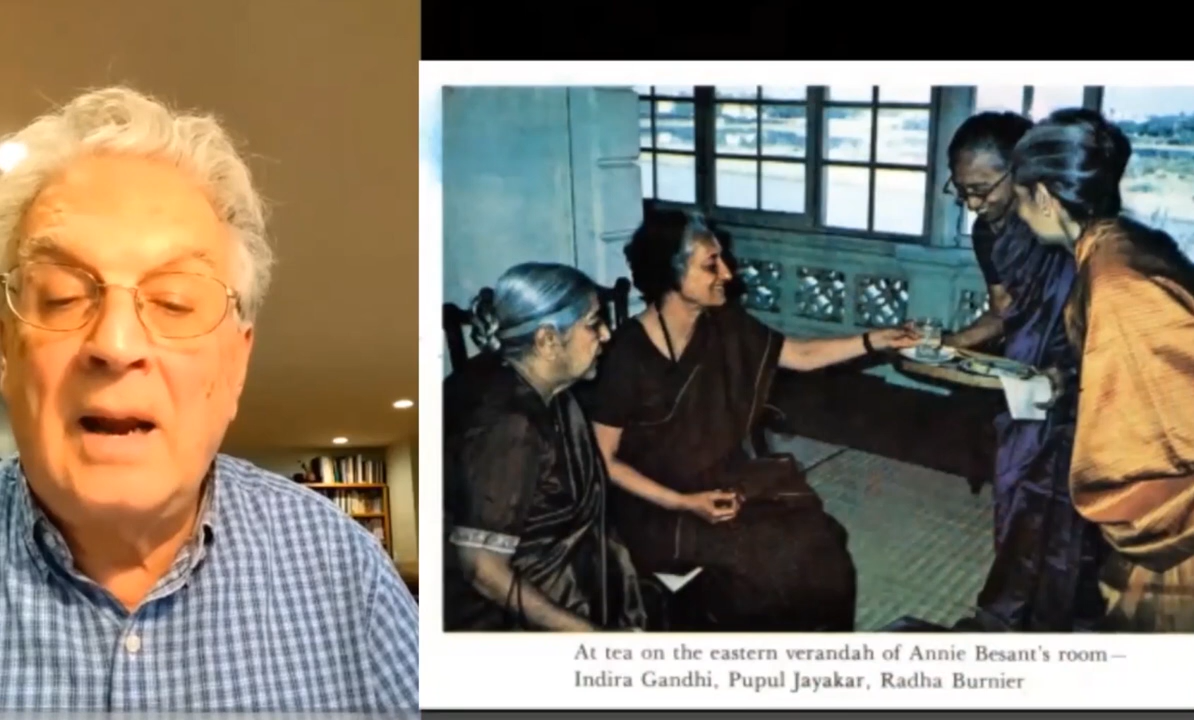 At tea on the eastern verandah of Annie Besant's room—
Indira Gandhi, Pupul Jayakar, Radha Burnier